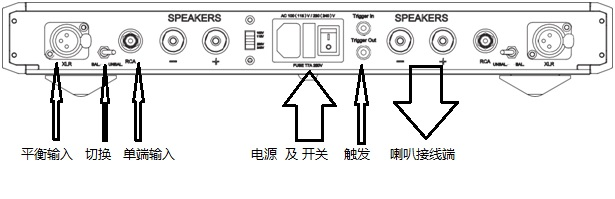 SPEAKERS
AC 100 ( 110 ) V / 230 ( 240 ) V
Trigger In
SPEAKERS
Trigger Out
XLR
BAL.
UNBAL.
RCA
FUSE T7A 250V
RCA
UNBAL.
BAL.
XLR
平衡输入
切换
单端输入
电源 及 开关
触发
喇叭接线端